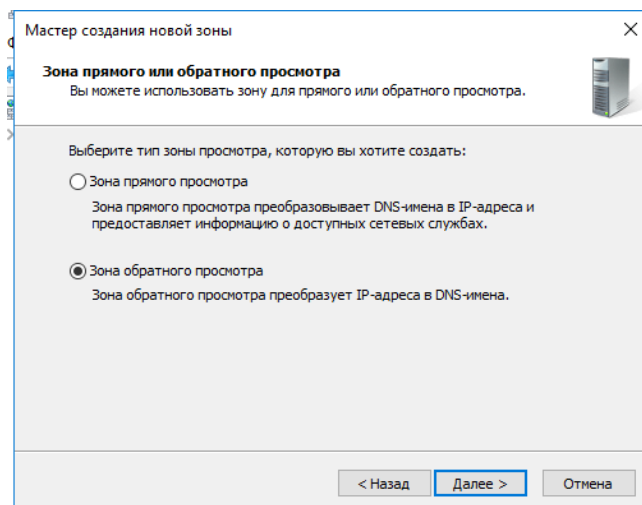 Мастер создания новой зоны
Зона прямого или обратного просмотра
Вы можете использовать зону для прямого или обратного просмотра.
Выберите тип зоны просмотра, которую вы хотите создать:
Зона прямого просмотра
Зона прямого просмотра преобразовывает DNS-имена в IP-адреса и
предоставляет информацию о доступных сетевых службах.
Зона обратного просмотра
Зона обратного просмотра преобразует IP-адреса в DNS-имена.
< Назад Далее > Отмена